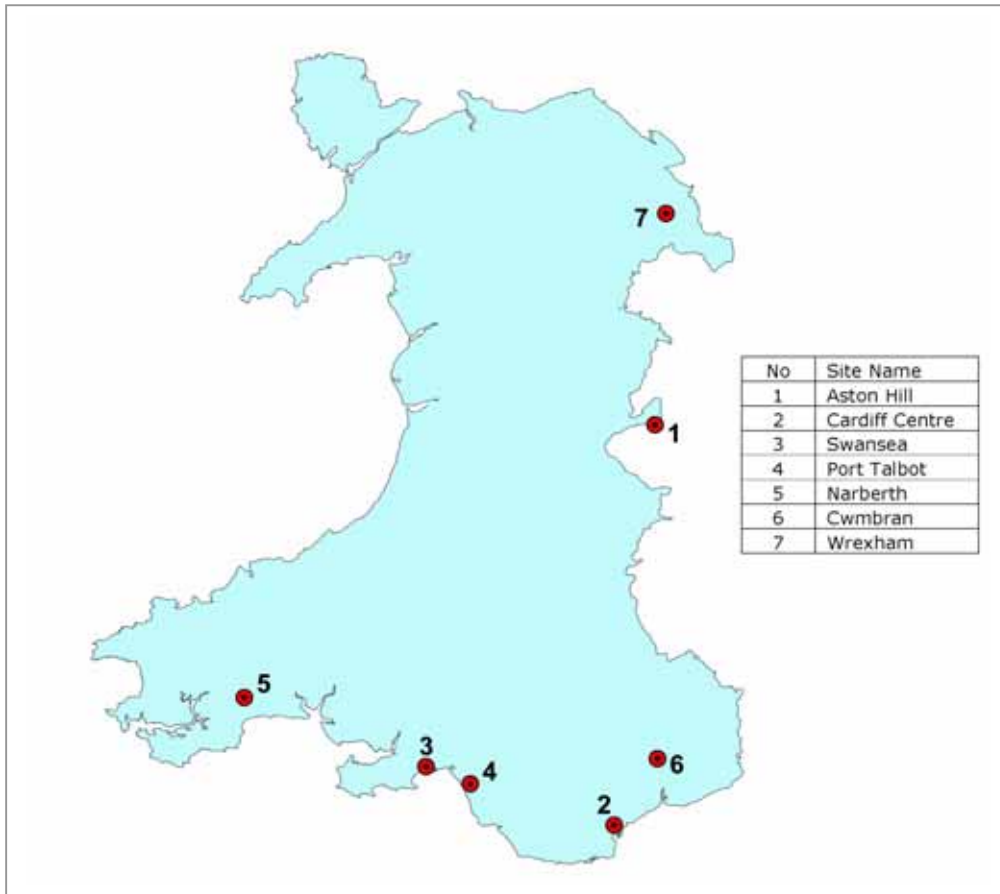 7
1
No Site Name
1 Aston Hill
2 Cardiff Centre
3 Swansea
4 Port Talbot
5 Narberth
6 Cwmbran
7 Wrexham
5
3
4
6
2